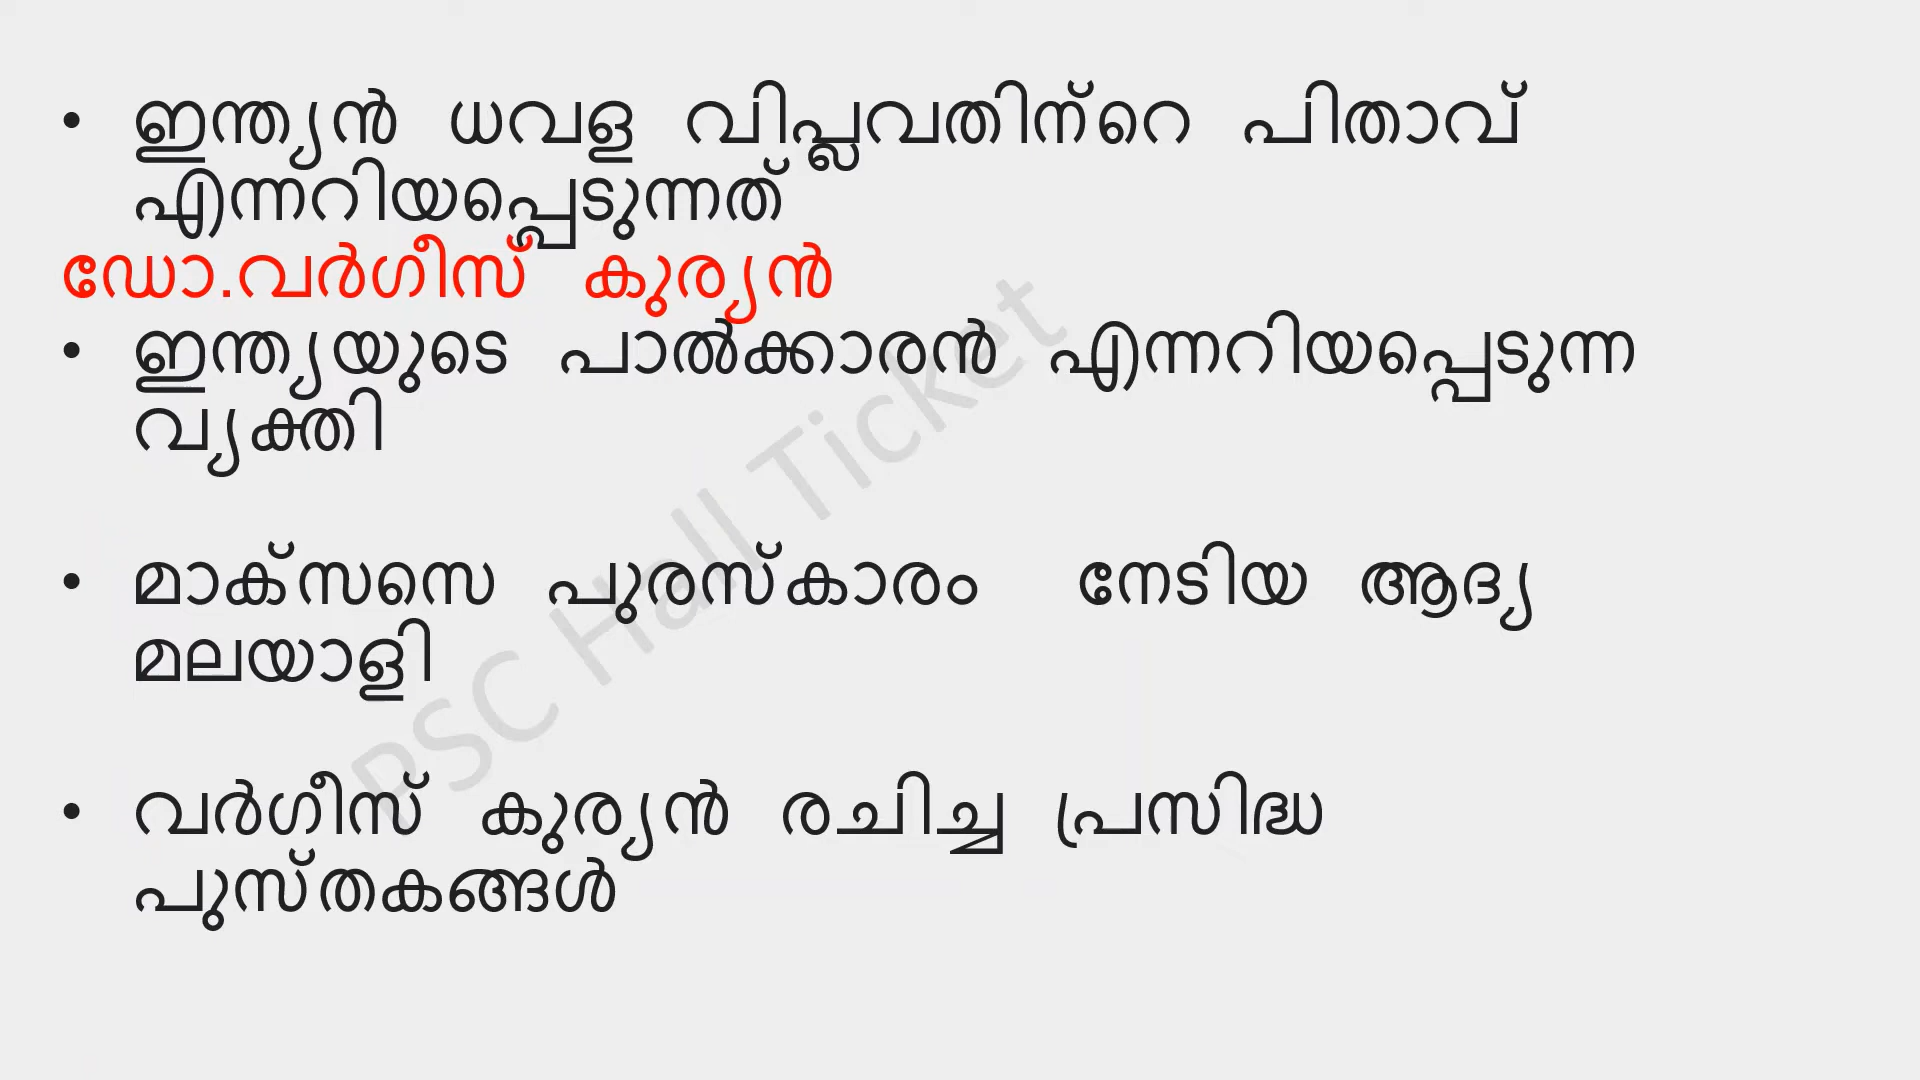 • ഇന്ത്യൻ ധവള വിപ്ലവതിന്റെ പിതാവ്
എന്നറിയപ്പെടുന്നത്
ഡോ.വർഗീസ് കുര്യൻ
• ഇന്ത്യയുടെ പാൽക്കാരൻ എന്നറിയപ്പെടുന്ന
വ്യക്തി
• മാക്സസെ പുരസ്കാരം നേടിയ ആദ്യ
മലയാളി
• വർഗീസ് കുര്യൻ രചിച്ച പ്രസിദ്ധ
പുസ്തകങ്ങൾ
PSC Hall Ticket